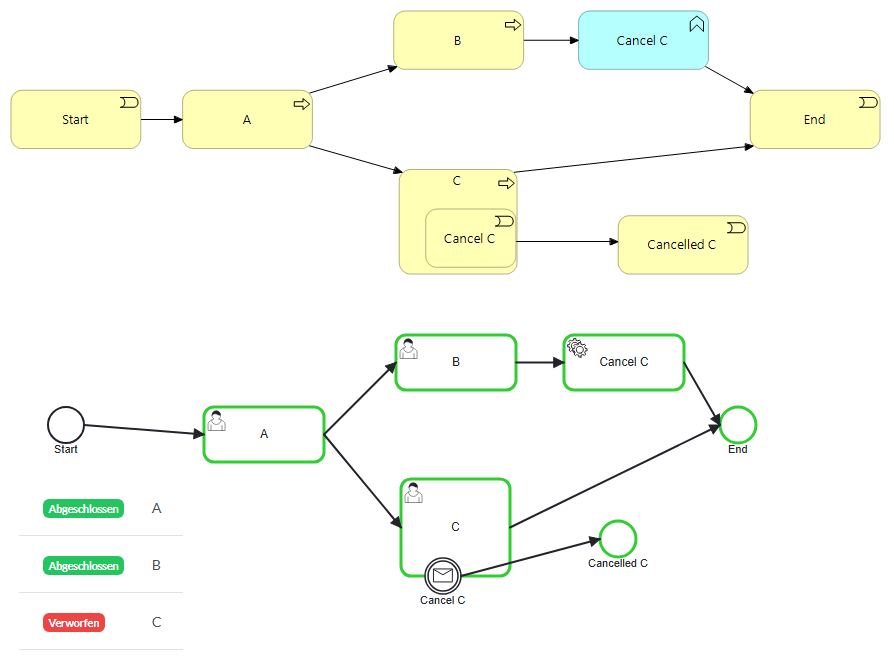 B
Cancel C
Start
A
End
C
Cancel C
Cancelled C
B
Cancel C
A
Start
End
C
Cancelled C
Cancel C
Abgeschlossen A
Abgeschlossen B
Verworfen C